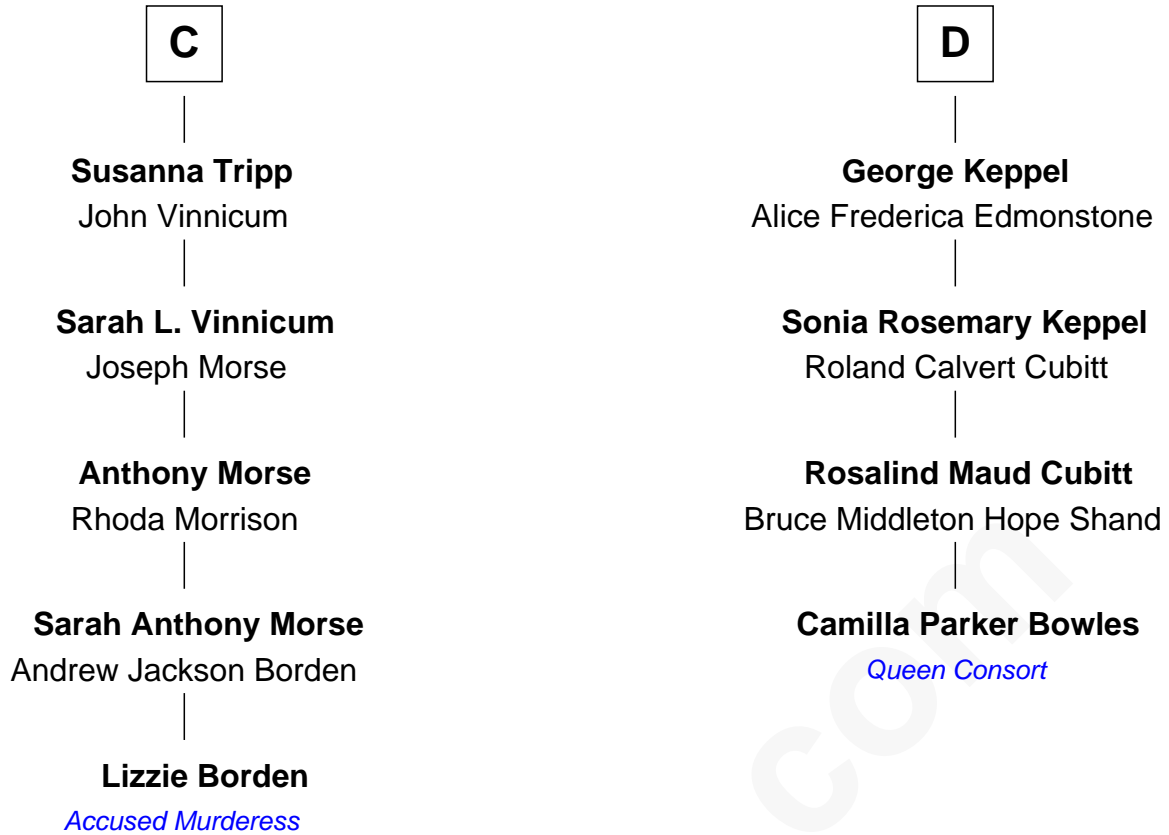 C
Susanna Tripp
John Vinnicum
Sarah L. Vinnicum
Joseph Morse
Anthony Morse
Rhoda Morrison
Sarah Anthony Morse
Andrew Jackson Borden
Lizzie Borden
Accused Murderess
D
George Keppel
Alice Frederica Edmonstone
Sonia Rosemary Keppel
Roland Calvert Cubitt
Rosalind Maud Cubitt
Bruce Middleton Hope Shand
Camilla Parker Bowles
Queen Consort
com